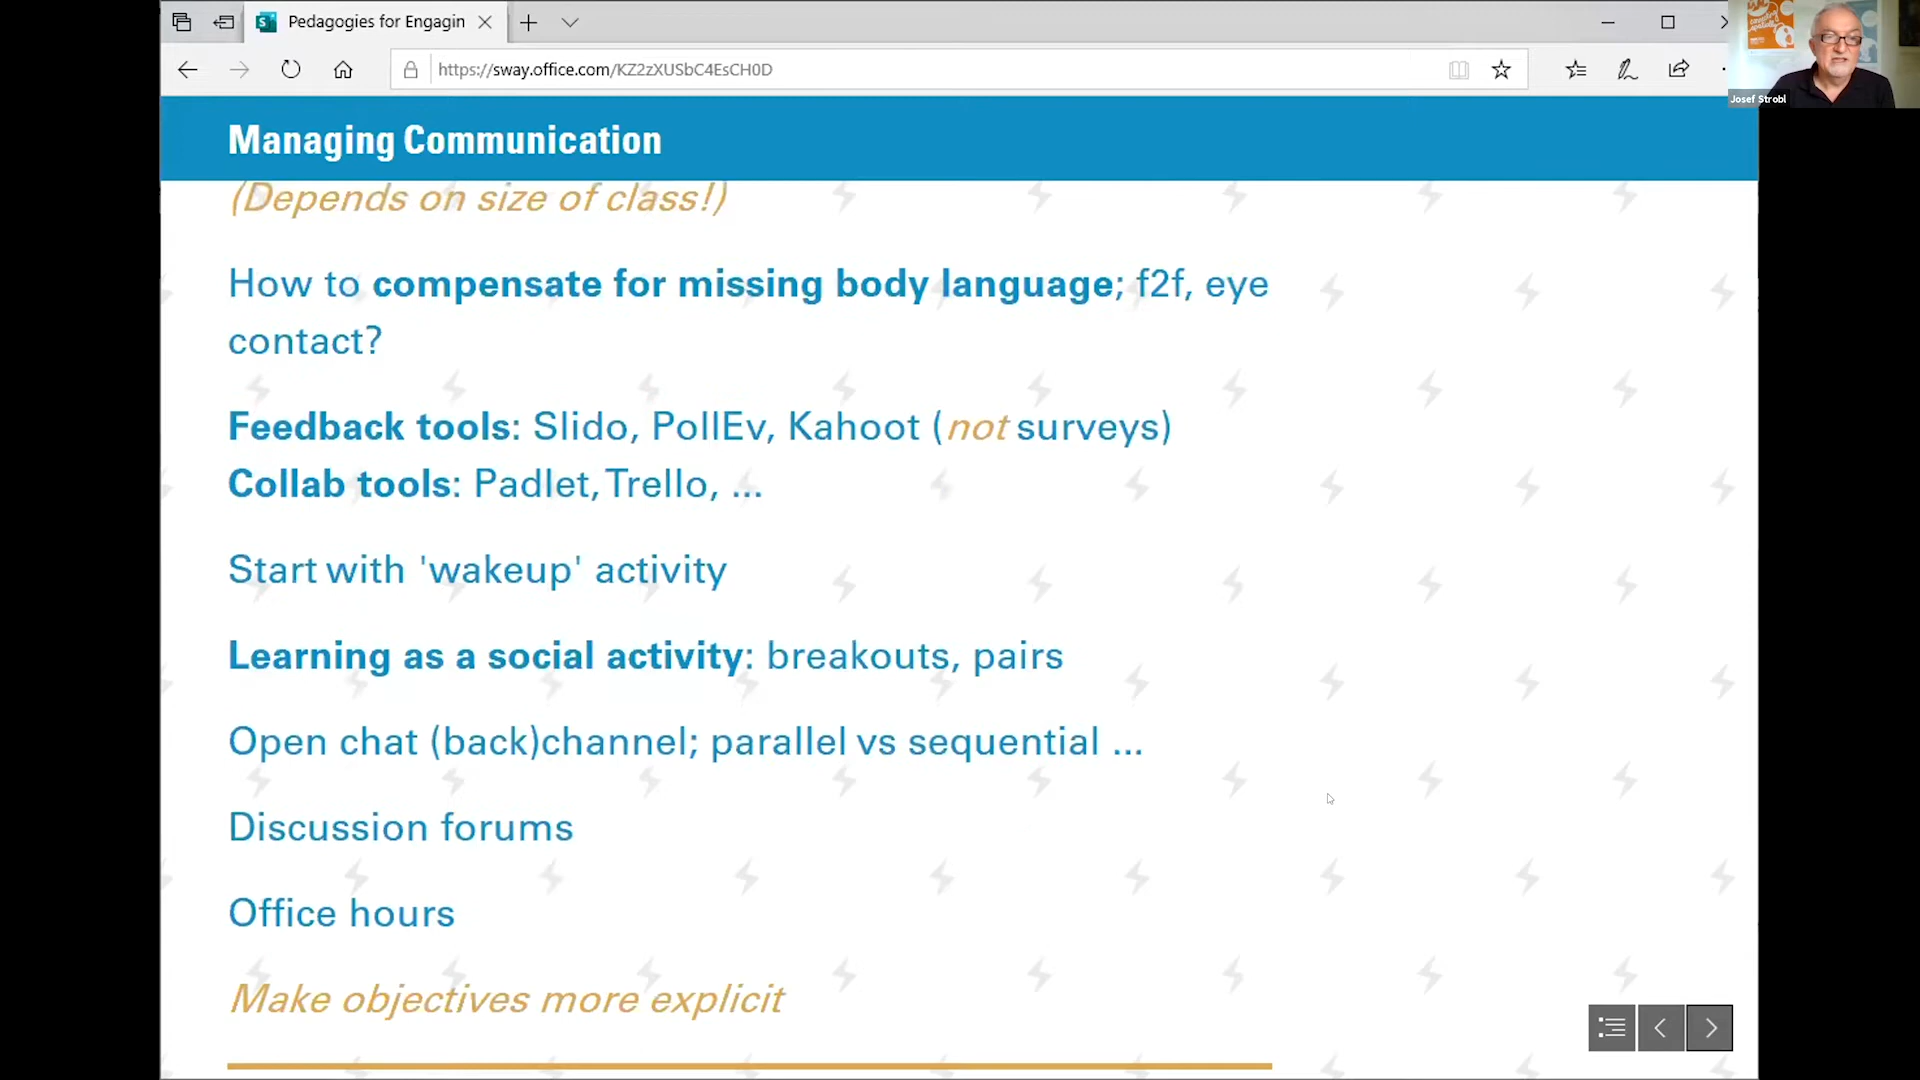 Pedagogies for Engagin
https://sway.office.com/KZ2zXUSbC4EsCH0D
Josef Strobl
Managing Communication
(Depends on size of class!)
How to compensate for missing body language; f2f, eye
contact?
Feedback tools: Slido, PollEv, Kahoot (not surveys)
Collab tools: Padlet, Trello, ...
Start with 'wakeup' activity
Learning as a social activity: breakouts, pairs
Open chat (back)channel; parallel vs sequential ...
Discussion forums
Office hours
Make objectives more explicit